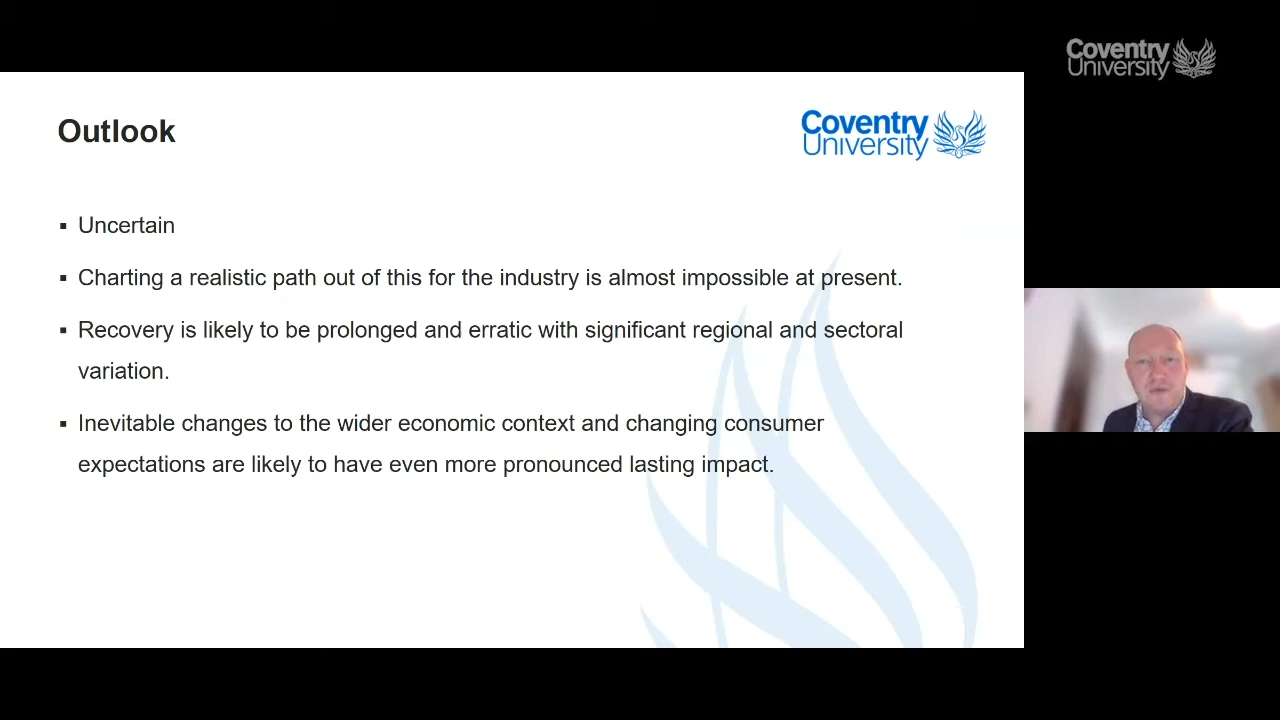 Coventry
University
Outlook
Coventry
University
▪ Uncertain
▪ Charting a realistic path out of this for the industry is almost impossible at present.
▪ Recovery is likely to be prolonged and erratic with significant regional and sectoral
variation.
▪ Inevitable changes to the wider economic context and changing consumer
expectations are likely to have even more pronounced lasting impact.